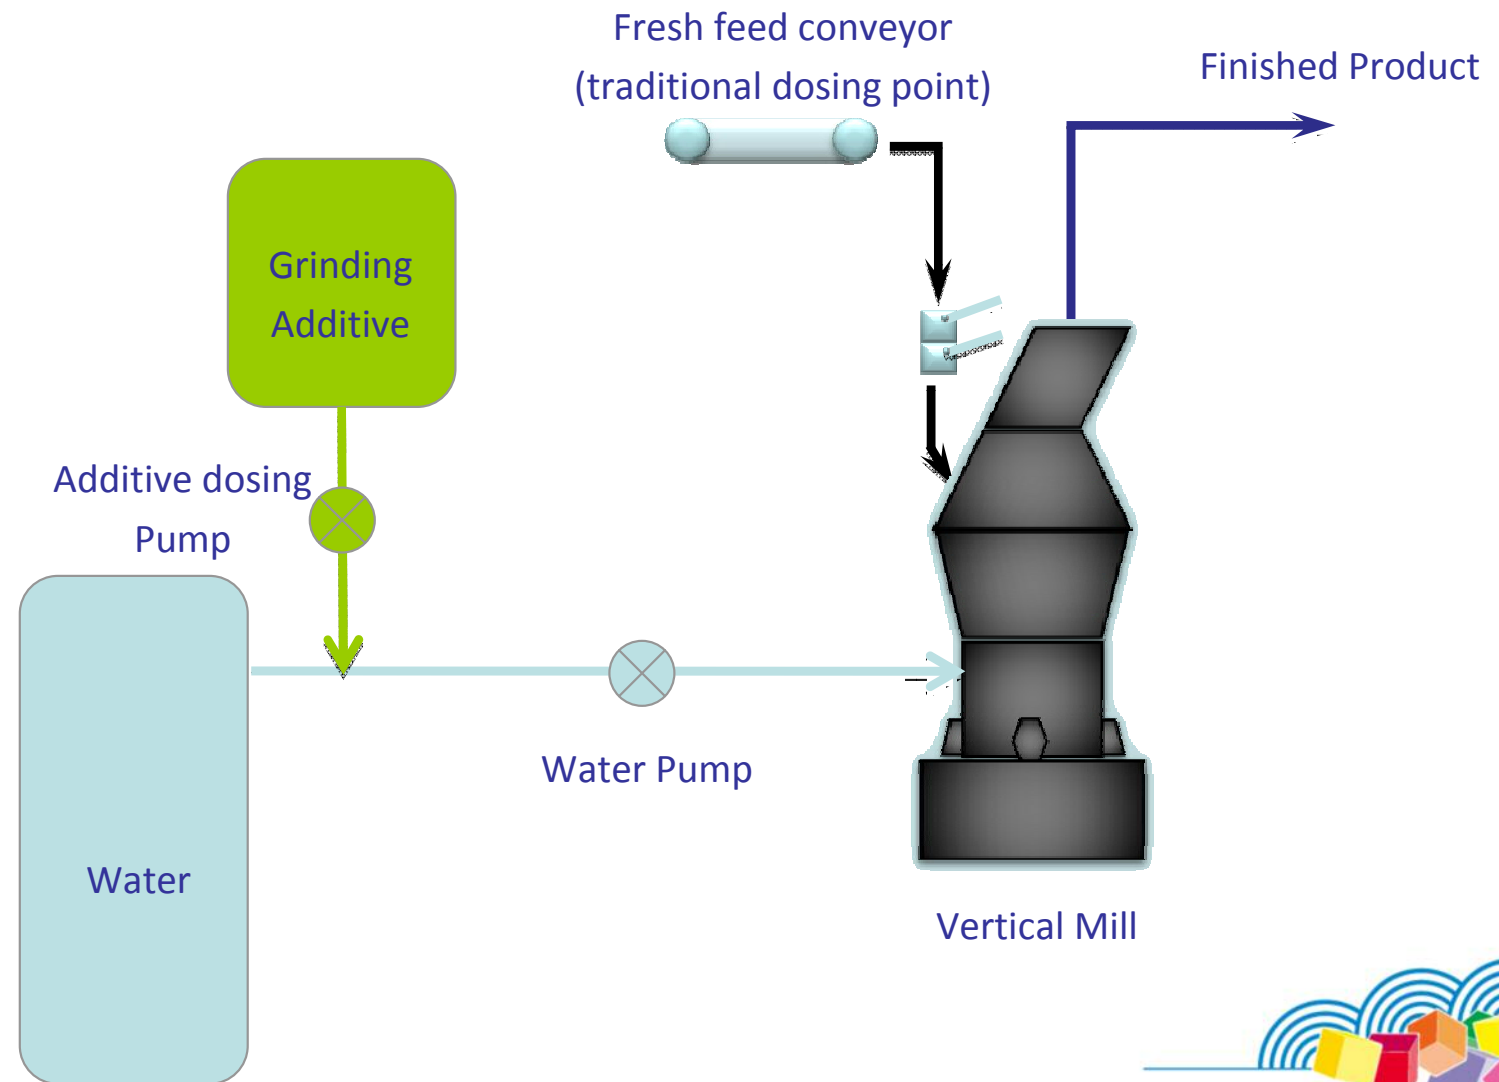 Fresh feed conveyor
(traditional dosing point)
Finished Product
Grinding
Additive
Additive dosing
Pump
Water Pump
Water
Vertical Mill